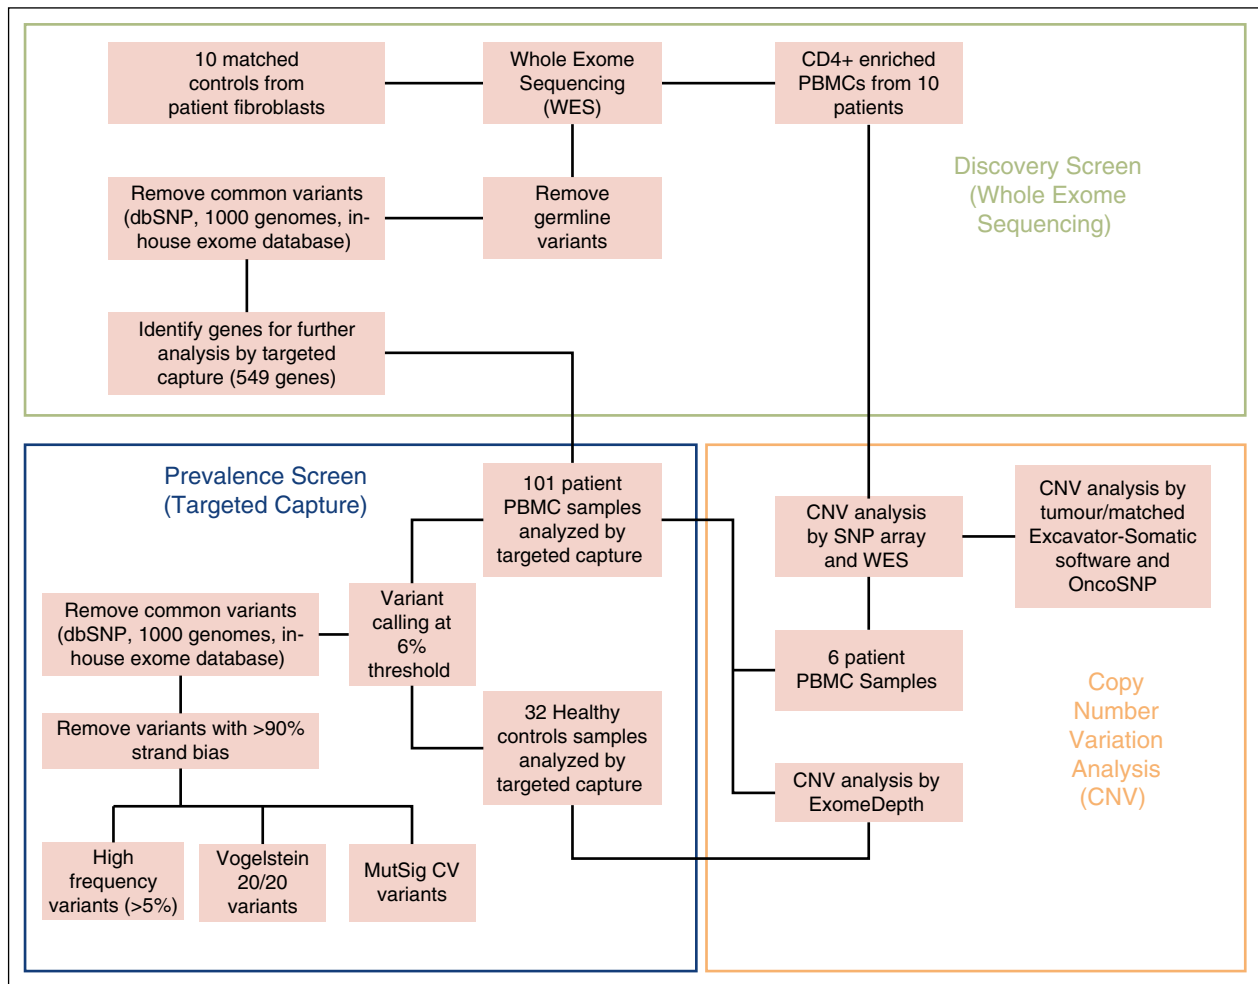 10 matched
controls from
patient fibroblasts
Whole Exome
Sequencing
(WES)
CD4+ enriched
PBMCs from 10
patients
Discovery Screen
(Whole Exome
Sequencing)
Remove common variants
(dbSNP, 1000 genomes, in-
house exome database)
Remove
germline
variants
Identify genes for further
analysis by targeted
capture (549 genes)
Prevalence Screen
(Targeted Capture)
101 patient
PBMC samples
analyzed by
targeted capture
Variant
calling at
6%
threshold
Remove common variants
(dbSNP, 1000 genomes, in-
house exome database)
Remove variants with >90%
strand bias
32 Healthy
controls samples
analyzed by
targeted capture
High
frequency
variants (>5%)
Vogelstein
20/20
variants
MutSig CV
variants
CNV analysis
by SNP array
and WES
CNV analysis by
tumour/matched
Excavator-Somatic
software and
OncoSNP
6 patient
PBMC Samples
CNV analysis by
ExomeDepth
Copy
Number
Variation
Analysis
(CNV)